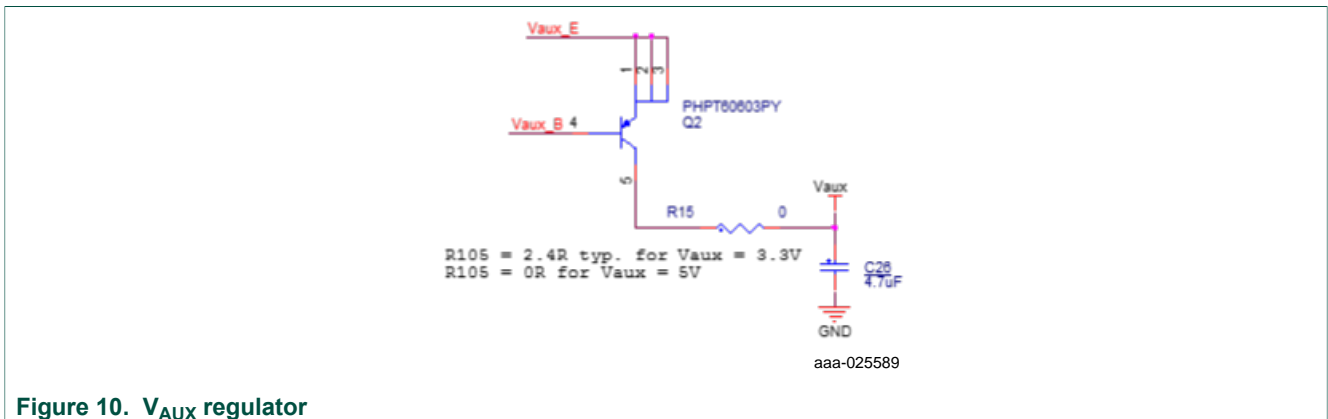 Vaux_E
1 2 3
PHPT60603PY
Q2
Vaux_B 4
5
Vaux
R15 0
R105 = 2.4R typ. for Vaux = 3.3V
R105 = 0R for Vaux = 5V
C26
4.7uF
GND
aaa-025589
Figure 10. VAUX regulator